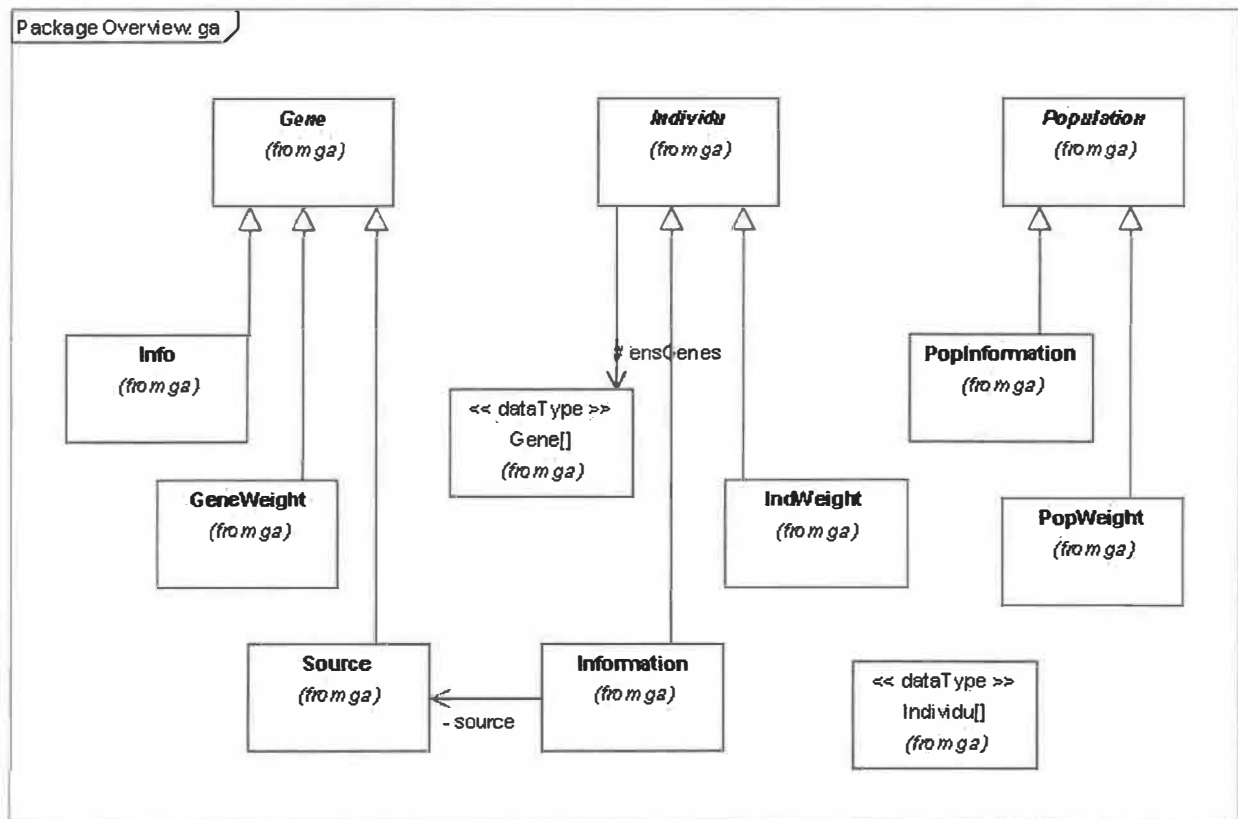 Package Overview: ga
Gene
(from ga)
Individu
(from ga)
Population
(from ga)
Info
(from ga)
# ensGenes
<< dataType >>
Gene[]
(from ga)
PopInformation
(from ga)
GeneWeight
(from ga)
IndWeight
(from ga)
PopWeight
(from ga)
Source
(from ga)
- source
Information
(from ga)
<< dataType >>
Individu[]
(from ga)